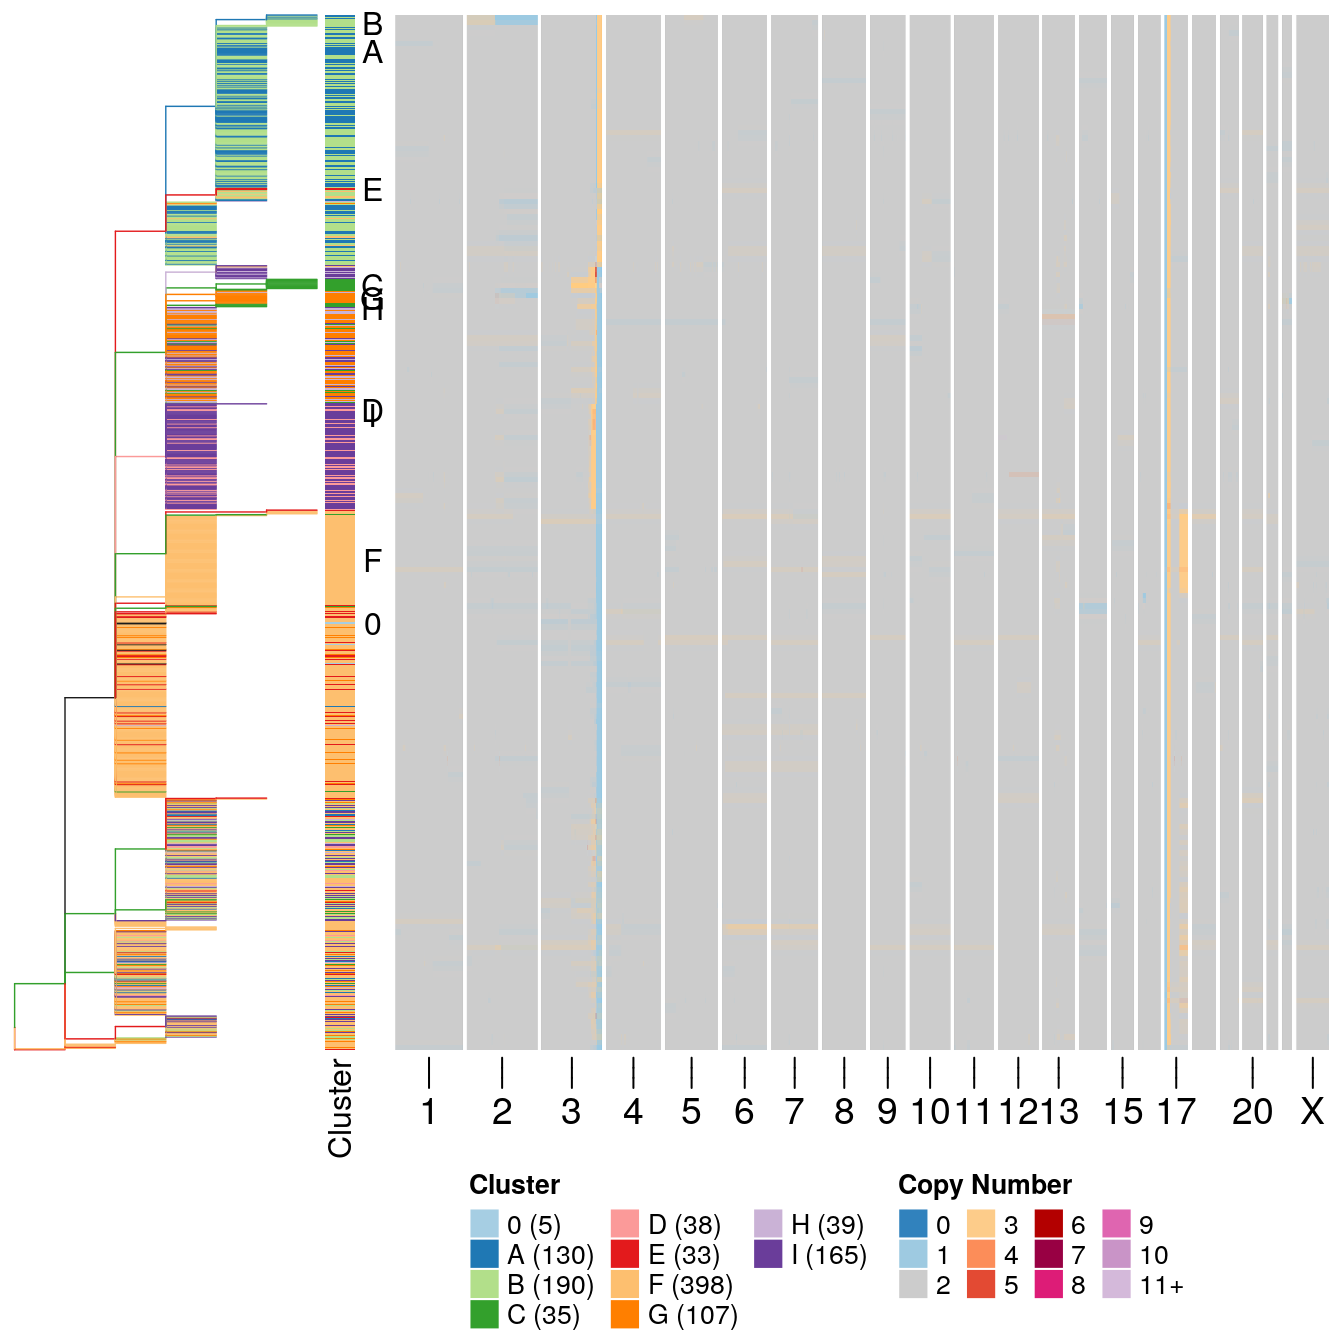 B
A
E
C
G
H
D
I
F
0
Cluster
1 2 3 4 5 6 7 8 9 10 11 12 13 15 17 20 X
Cluster
0 (5)
A (130)
B (190)
C (35)
D (38)
E (33)
F (398)
G (107)
H (39)
I (165)
Copy Number
0
1
2
3
4
5
6
7
8
9
10
11+